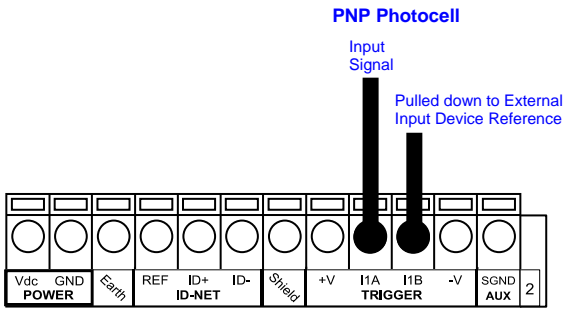 PNP Photocell
Input
Signal
Pulled down to External
Input Device Reference
Vdc GND Earth REF ID+ ID- Shield +V I1A I1B -V SGND 2
POWER ID-NET TRIGGER AUX